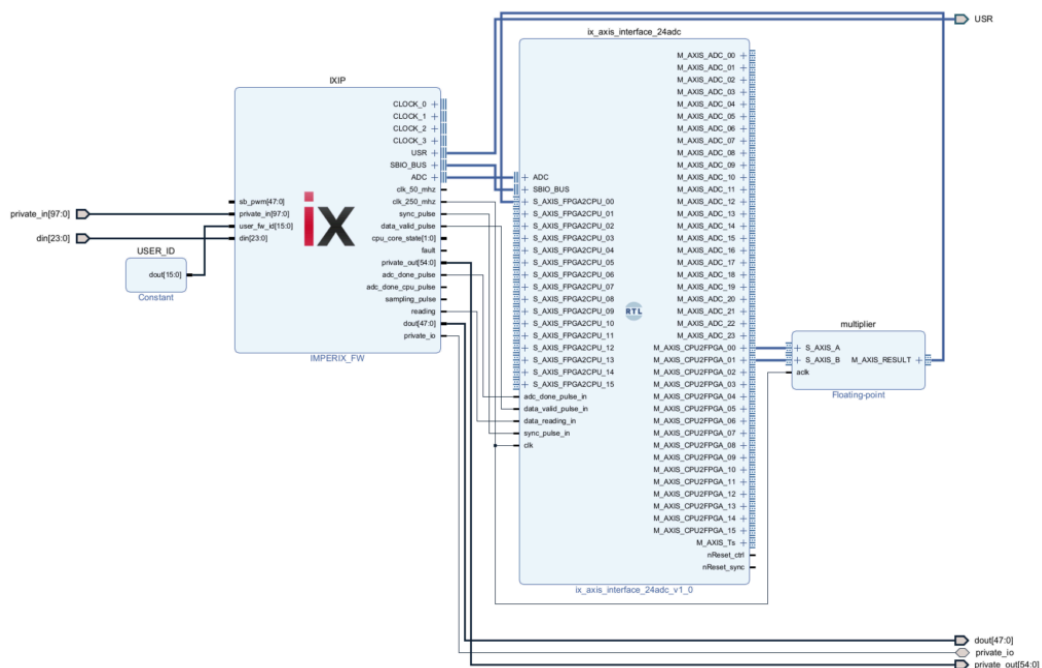 USR
ix_axis_interface_24adc
IXIP
CLOCK_0
CLOCK_1
CLOCK_2
CLOCK_3
USR
SBIO_BUS
ADC
clk_50_mhz
clk_250_mhz
sync_pulse
data_valid_pulse
cpu_core_state[1:0]
fault
private_out[54:0]
adc_done_pulse
adc_done_cpu_pulse
sampling_pulse
reading
dout[47:0]
private_io
sb_pwm[47:0]
private_in[97:0]
user_fw_id[15:0]
din[23:0]
ix
IMPERIX_FW
private_in[97:0]
din[23:0]
USER_ID
dout[15:0]
Constant
ADC
SBIO_BUS
S_AXIS_FPGA2CPU_00
S_AXIS_FPGA2CPU_01
S_AXIS_FPGA2CPU_02
S_AXIS_FPGA2CPU_03
S_AXIS_FPGA2CPU_04
S_AXIS_FPGA2CPU_05
S_AXIS_FPGA2CPU_06
S_AXIS_FPGA2CPU_07
S_AXIS_FPGA2CPU_08
S_AXIS_FPGA2CPU_09
S_AXIS_FPGA2CPU_10
S_AXIS_FPGA2CPU_11
S_AXIS_FPGA2CPU_12
S_AXIS_FPGA2CPU_13
S_AXIS_FPGA2CPU_14
S_AXIS_FPGA2CPU_15
adc_done_pulse_in
data_valid_pulse_in
data_reading_in
sync_pulse_in
clk
RTL
M_AXIS_ADC_00
M_AXIS_ADC_01
M_AXIS_ADC_02
M_AXIS_ADC_03
M_AXIS_ADC_04
M_AXIS_ADC_05
M_AXIS_ADC_06
M_AXIS_ADC_07
M_AXIS_ADC_08
M_AXIS_ADC_09
M_AXIS_ADC_10
M_AXIS_ADC_11
M_AXIS_ADC_12
M_AXIS_ADC_13
M_AXIS_ADC_14
M_AXIS_ADC_15
M_AXIS_ADC_16
M_AXIS_ADC_17
M_AXIS_ADC_18
M_AXIS_ADC_19
M_AXIS_ADC_20
M_AXIS_ADC_21
M_AXIS_ADC_22
M_AXIS_ADC_23
M_AXIS_CPU2FPGA_00
M_AXIS_CPU2FPGA_01
M_AXIS_CPU2FPGA_02
M_AXIS_CPU2FPGA_03
M_AXIS_CPU2FPGA_04
M_AXIS_CPU2FPGA_05
M_AXIS_CPU2FPGA_06
M_AXIS_CPU2FPGA_07
M_AXIS_CPU2FPGA_08
M_AXIS_CPU2FPGA_09
M_AXIS_CPU2FPGA_10
M_AXIS_CPU2FPGA_11
M_AXIS_CPU2FPGA_12
M_AXIS_CPU2FPGA_13
M_AXIS_CPU2FPGA_14
M_AXIS_CPU2FPGA_15
M_AXIS_Ts
nReset_ctrl
nReset_sync
ix_axis_interface_24adc_v1_0
multiplier
S_AXIS_A
S_AXIS_B
M_AXIS_RESULT
aclk
Floating-point
dout[47:0]
private_io
private_out[54:0]